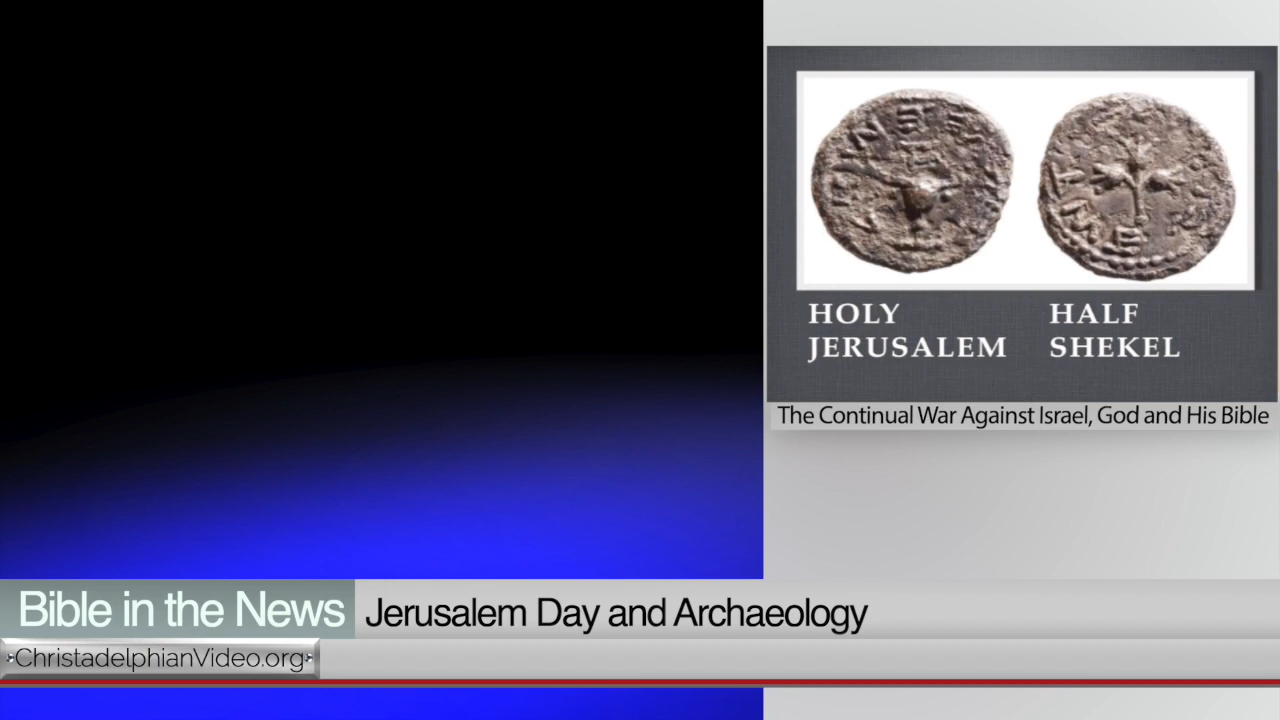 HOLY
JERUSALEM
HALF
SHEKEL
The Continual War Against Israel, God and His Bible
Bible in the News
Jerusalem Day and Archaeology
ChristadelphianVideo.org